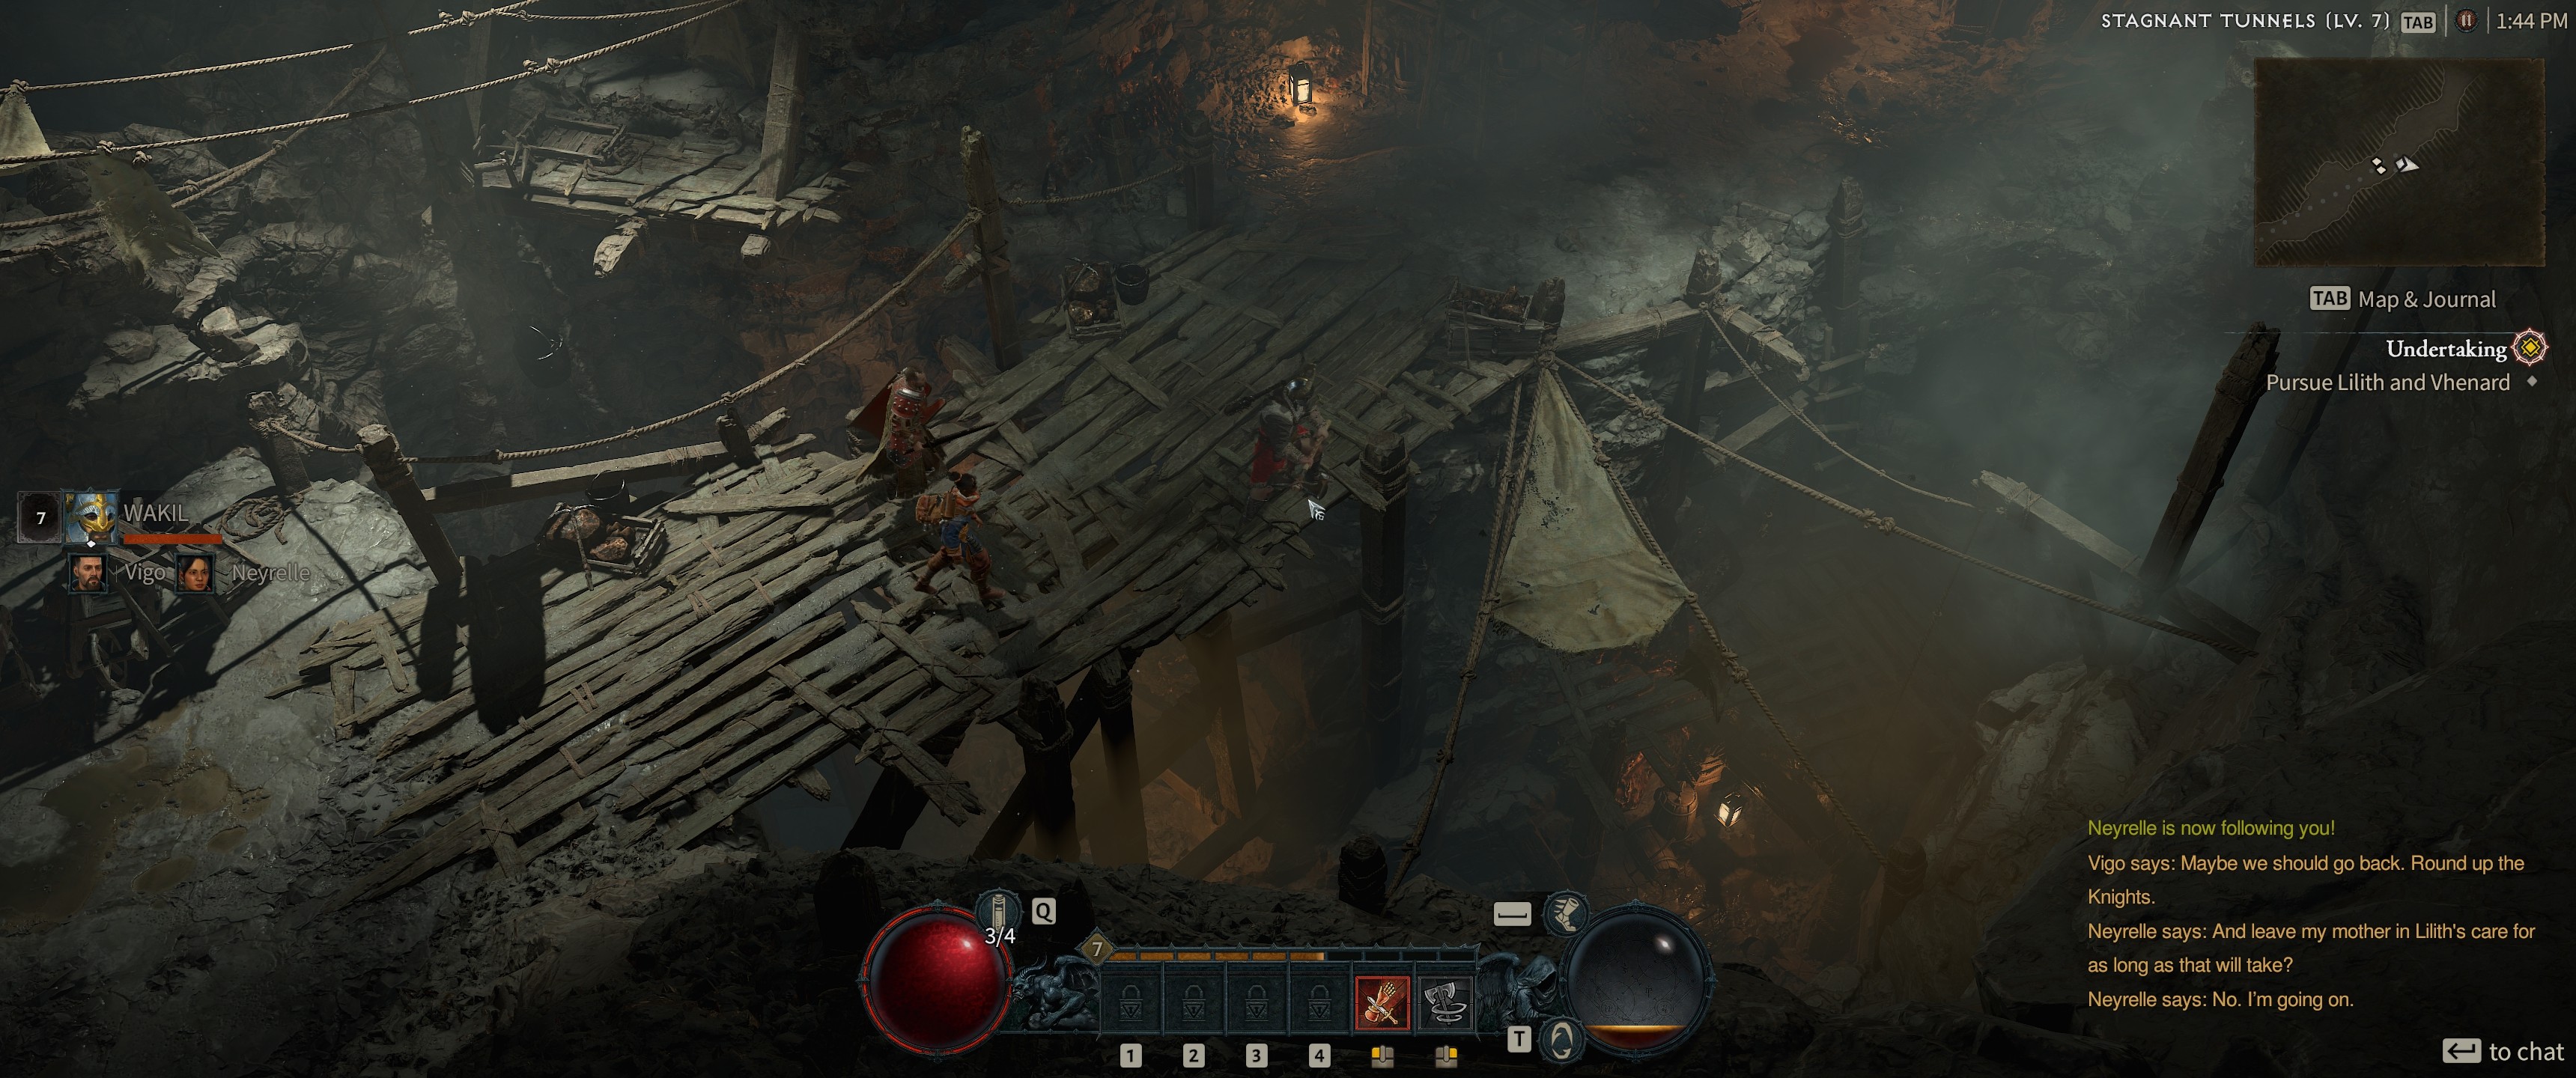 STAGNANT TUNNELS (LV. 7) TAB 1:44 PM
TAB Map & Journal
Undertaking
Pursue Lilith and Vhenard
7 WAKIL
Vigo Neyrelle
Neyrelle is now following you!
Vigo says: Maybe we should go back. Round up the
Knights.
Neyrelle says: And leave my mother in Lilith's care for
as long as that will take?
Neyrelle says: No. I'm going on.
Q
3/4
7
T
1 2 3 4
to chat